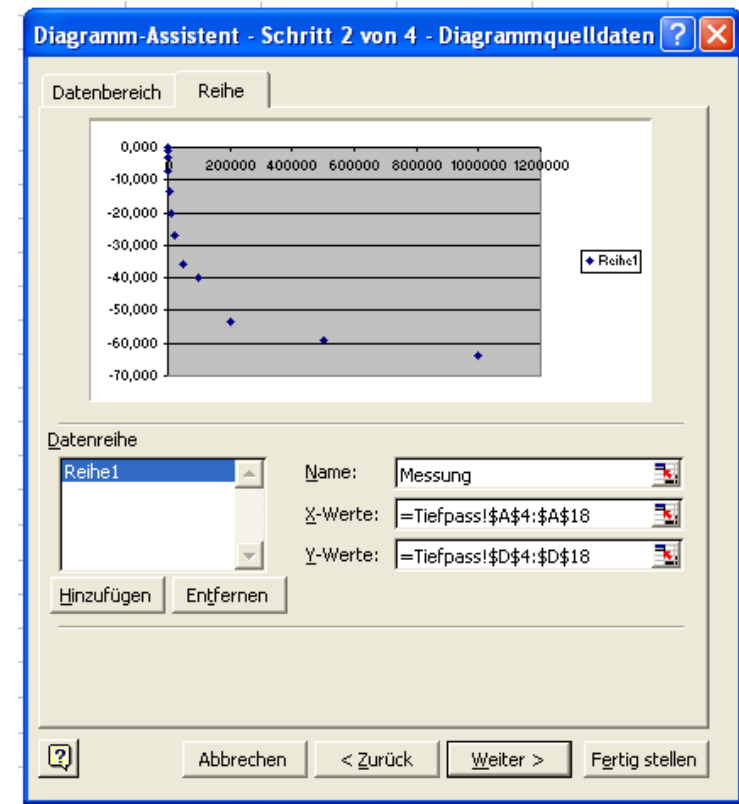 Diagramm-Assistent - Schritt 2 von 4 - Diagrammquelldaten
Datenbereich Reihe
0,000
0 200000 400000 600000 800000 1000000 1200000
-10,000
-20,000
-30,000
-40,000
-50,000
-60,000
-70,000
Reihe1
Datenreihe
Reihe1
Name: Messung
X-Werte: =Tiefpass!$A$4:$A$18
Y-Werte: =Tiefpass!$D$4:$D$18
Hinzufügen Entfernen
Abbrechen < Zurück Weiter > Fertig stellen